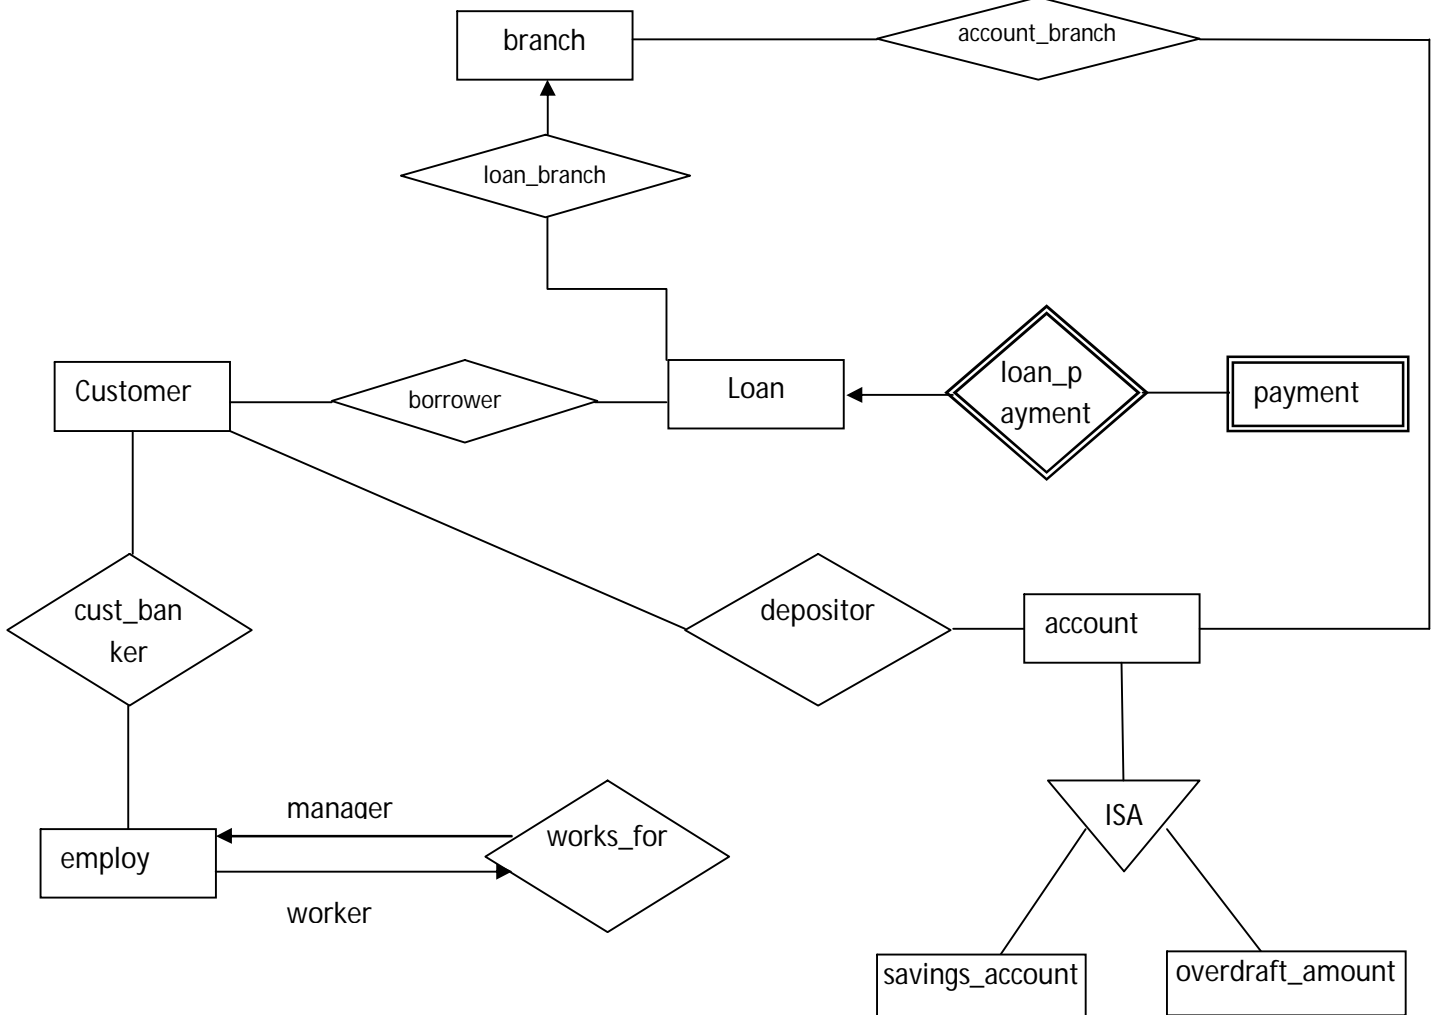 branch
account_branch
loan_branch
Customer
borrower
Loan
loan_p
ayment
payment
cust_ban
ker
depositor
account
manager
employ
works_for
worker
ISA
savings_account
overdraft_amount